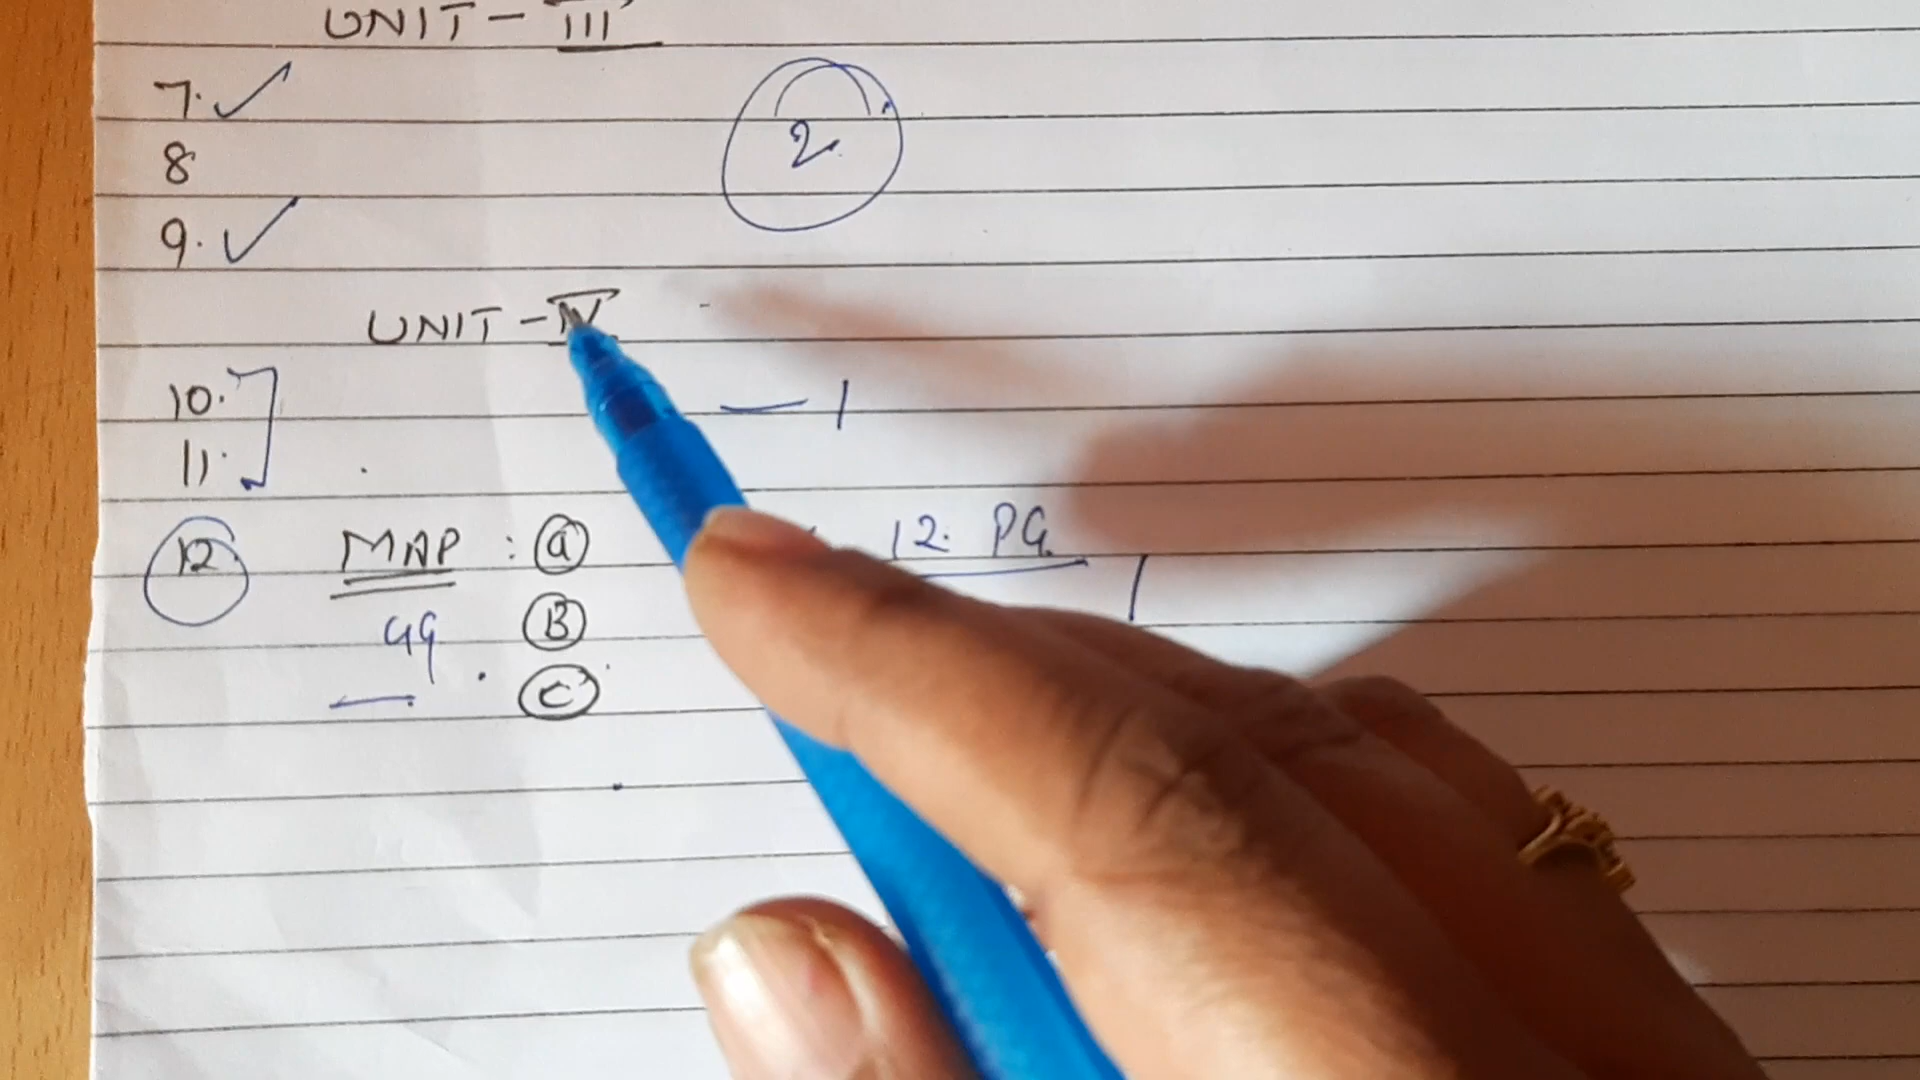 UNIT - III
7. ✓
8
2
9. ✓
UNIT - IV
10.
— 1
11.
12. MAP : a 12. PG.
49 B
C